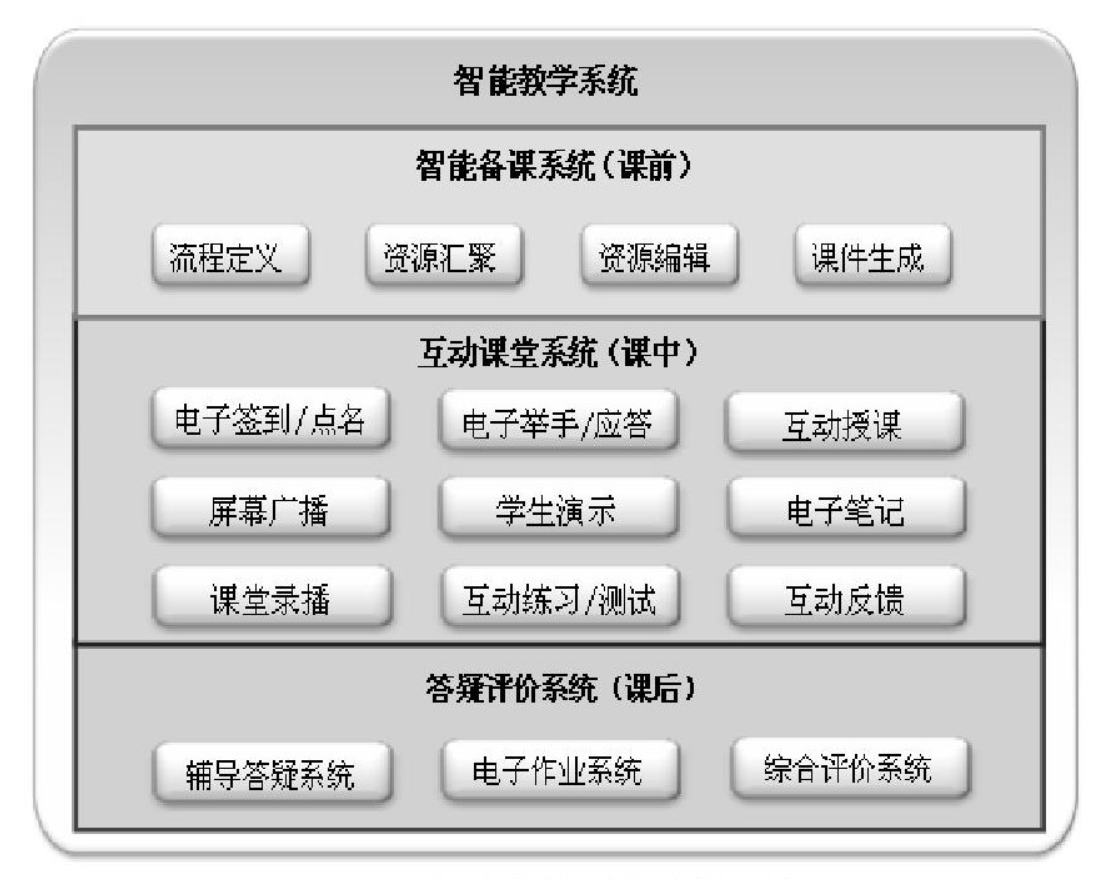 智能教学系统
智能备课系统（课前）
流程定义 资源汇聚 资源编辑 课件生成
互动课堂系统（课中）
电子签到/点名 电子举手/应答 互动授课
屏幕广播 学生演示 电子笔记
课堂录播 互动练习/测试 互动反馈
答疑评价系统（课后）
辅导答疑系统 电子作业系统 综合评价系统